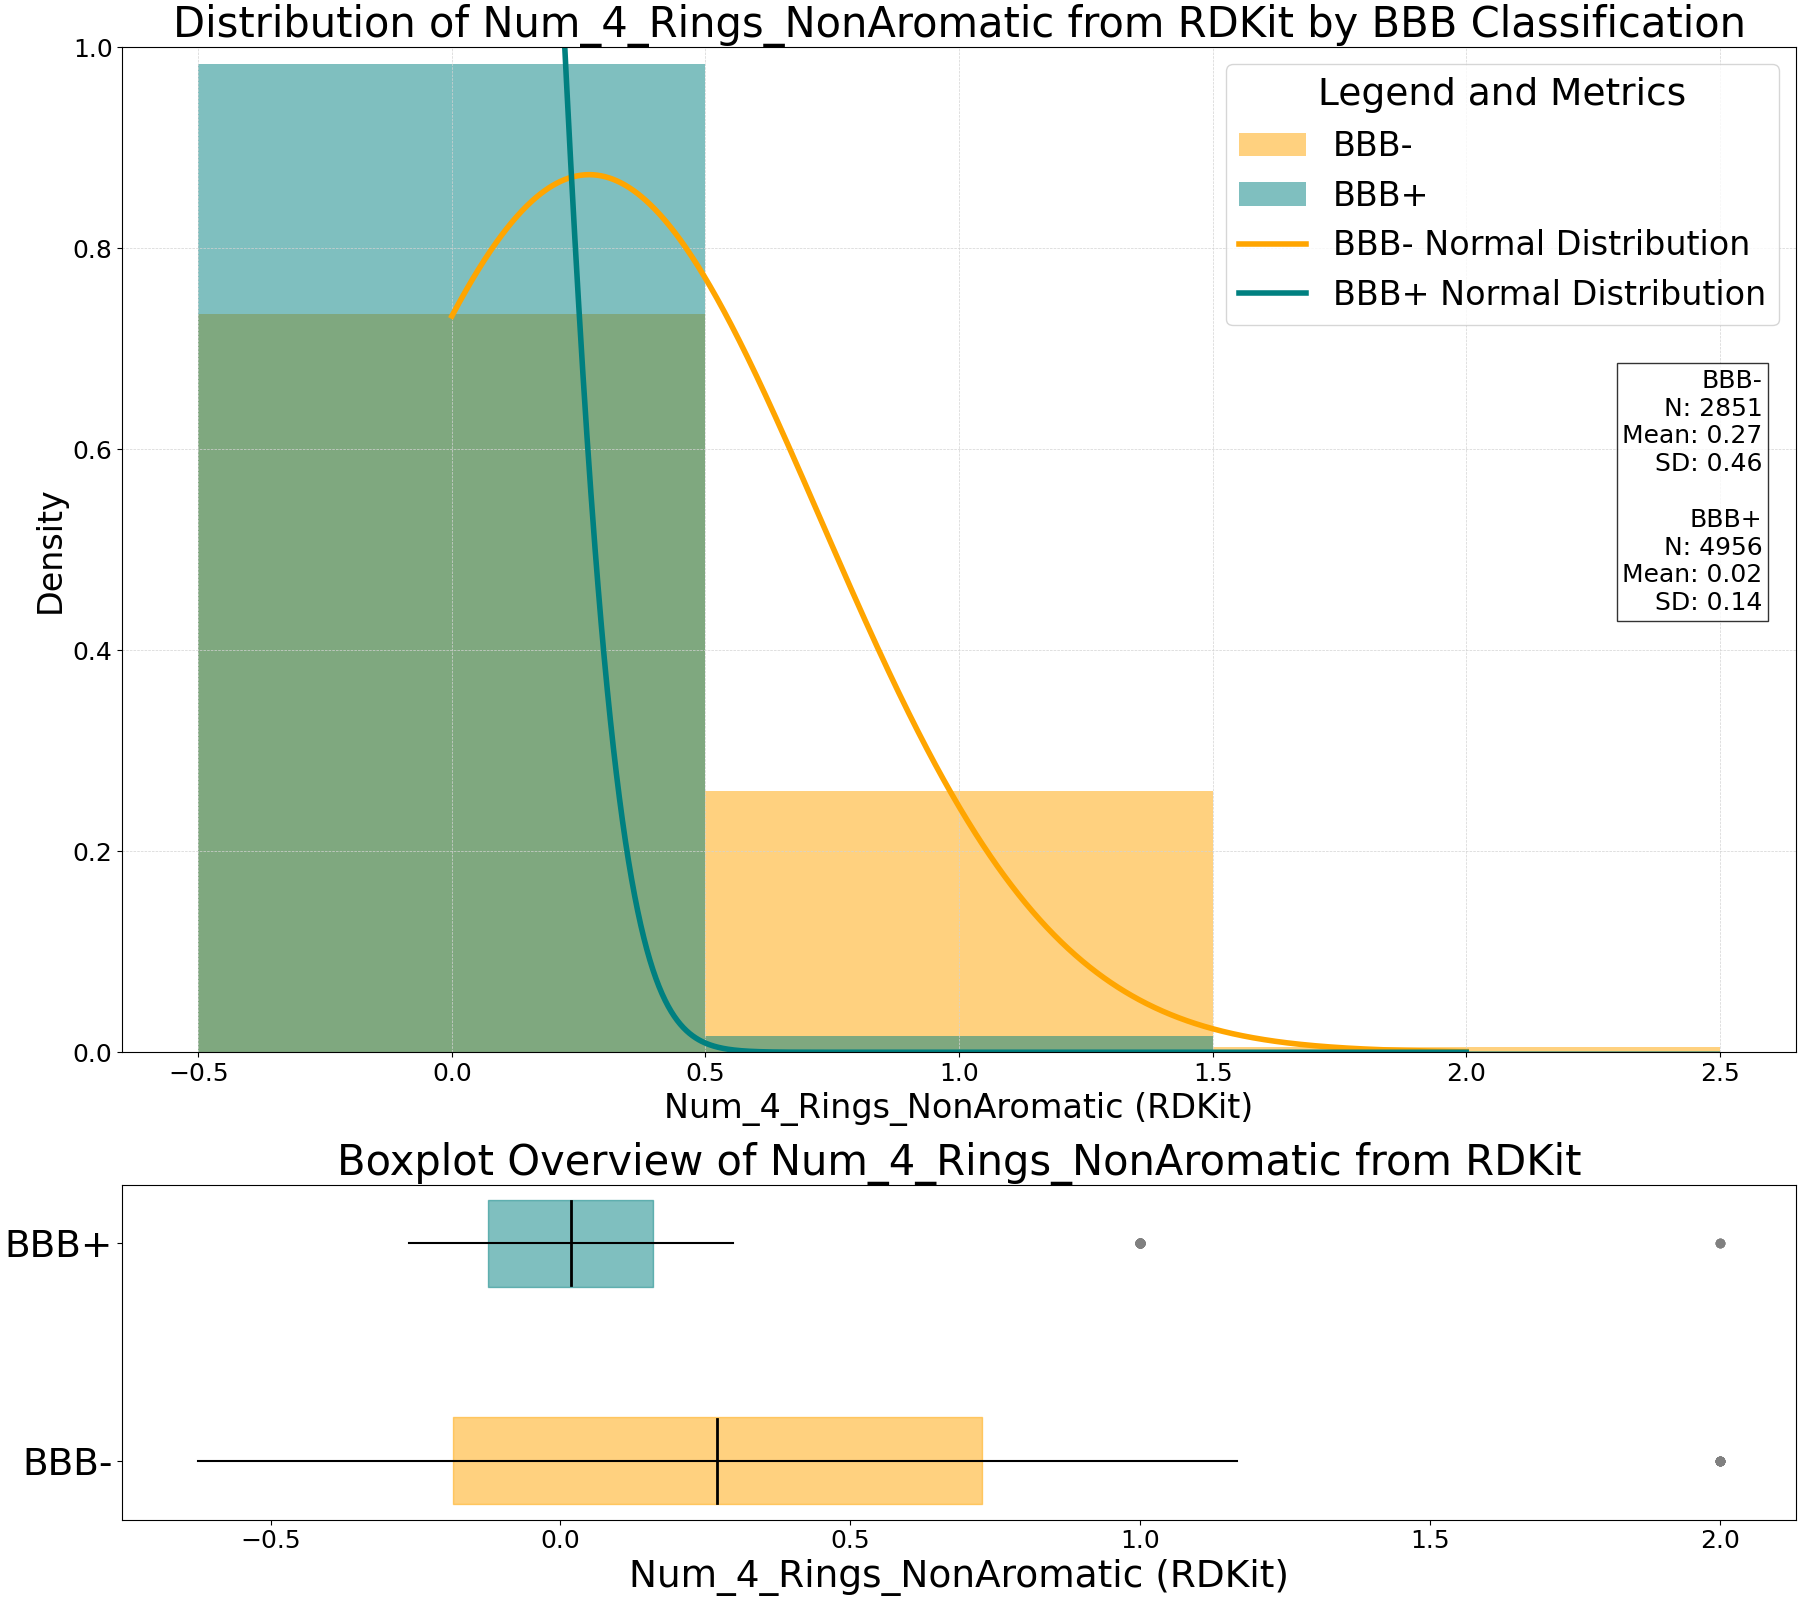 Distribution of Num_4_Rings_NonAromatic from RDKit by BBB Classification
1.0
0.8
0.6
0.4
0.2
0.0
Density
Legend and Metrics
BBB-
BBB+
BBB- Normal Distribution
BBB+ Normal Distribution
BBB-
N: 2851
Mean: 0.27
SD: 0.46
BBB+
N: 4956
Mean: 0.02
SD: 0.14
−0.5 0.0 0.5 1.0 1.5 2.0 2.5
Num_4_Rings_NonAromatic (RDKit)
Boxplot Overview of Num_4_Rings_NonAromatic from RDKit
BBB+
BBB-
−0.5 0.0 0.5 1.0 1.5 2.0
Num_4_Rings_NonAromatic (RDKit)